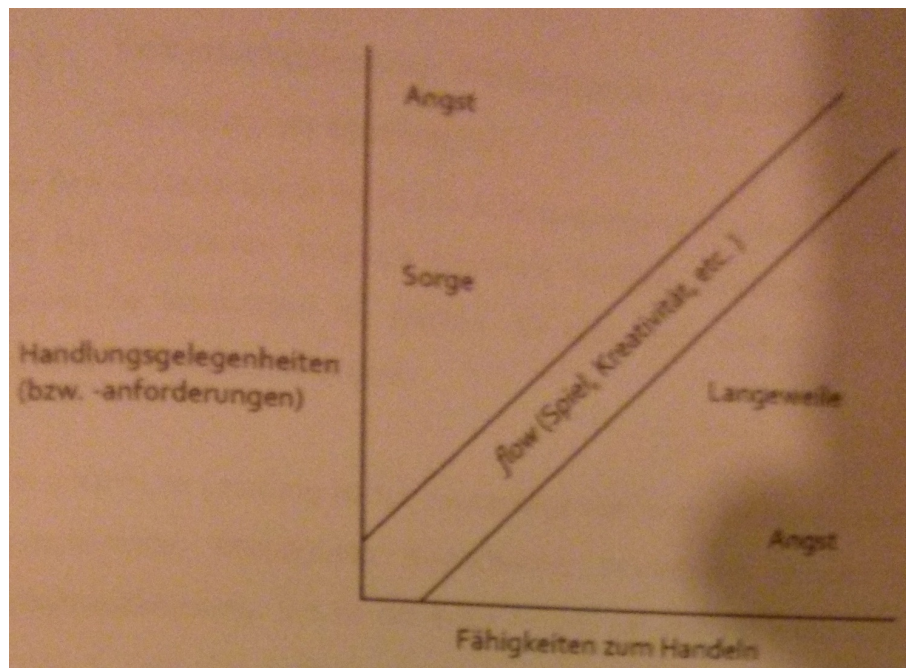 Angst
Sorge
Handlungsgelegenheiten
(bzw. -anforderungen)
flow (Spiel, Kreativität, etc.)
Langeweile
Angst
Fähigkeiten zum Handeln